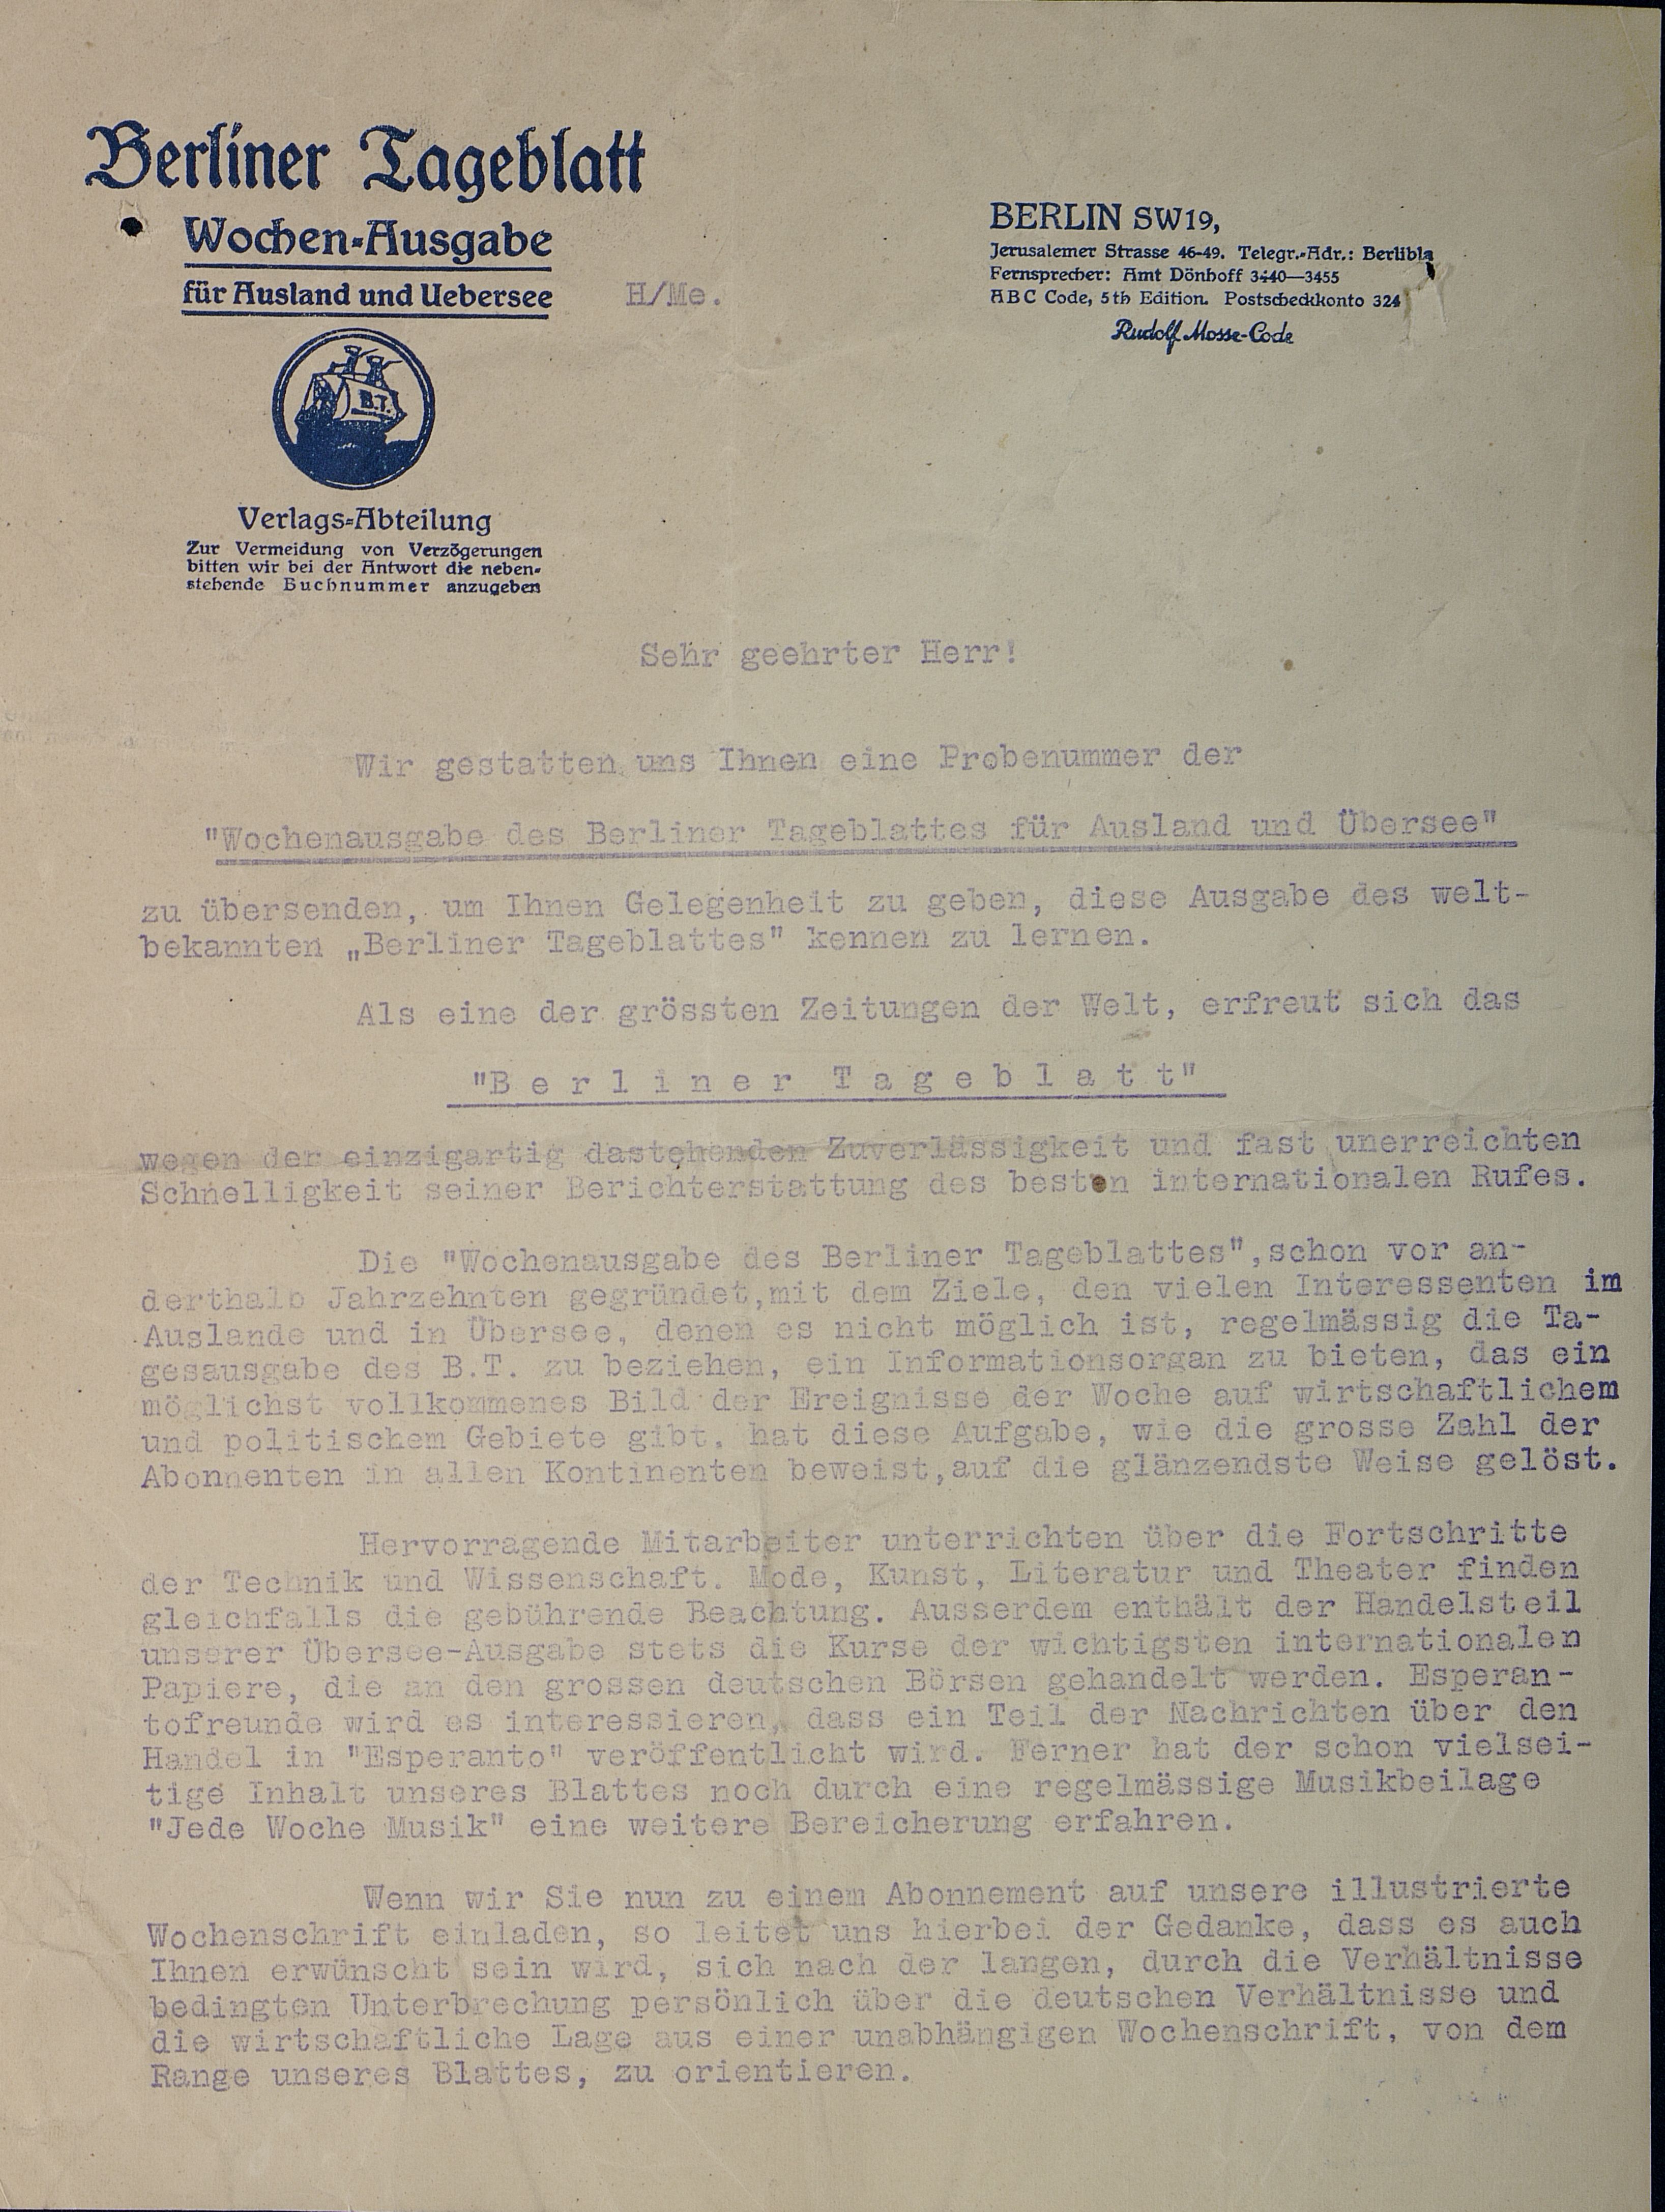 Berliner Tageblatt
Wochen-Ausgabe
für Ausland und Uebersee
H/Me.
B.T.
Verlags-Abteilung
Zur Vermeidung von Verzögerungen
bitten wir bei der Antwort die neben-
stehende Buchnummer anzugeben
BERLIN SW19,
Jerusalemer Strasse 46-49. Telegr.-Adr.: Berlibla
Fernsprecher: Amt Dönhoff 3440—3455
ABC Code, 5th Edition. Postscheckkonto 324
Rudolf Mosse-Code
Sehr geehrter Herr!
Wir gestatten uns Ihnen eine Probenummer der
"Wochenausgabe des Berliner Tageblattes für Ausland und Übersee"
zu übersenden, um Ihnen Gelegenheit zu geben, diese Ausgabe des welt-
bekannten „Berliner Tageblattes" kennen zu lernen.
Als eine der grössten Zeitungen der Welt, erfreut sich das
"B e r l i n e r T a g e b l a t t"
wegen der einzigartig dastehenden Zuverlässigkeit und fast unerreichten
Schnelligkeit seiner Berichterstattung des besten internationalen Rufes.
Die "Wochenausgabe des Berliner Tageblattes",schon vor an-
derthalb Jahrzehnten gegründet,mit dem Ziele, den vielen Interessenten im
Auslande und in Übersee, denen es nicht möglich ist, regelmässig die Ta-
gesausgabe des B.T. zu beziehen, ein Informationsorgan zu bieten, das ein
möglichst vollkommenes Bild der Ereignisse der Woche auf wirtschaftlichem
und politischem Gebiete gibt, hat diese Aufgabe, wie die grosse Zahl der
Abonnenten in allen Kontinenten beweist,auf die glänzendste Weise gelöst.
Hervorragende Mitarbeiter unterrichten über die Fortschritte
der Technik und Wissenschaft. Mode, Kunst, Literatur und Theater finden
gleichfalls die gebührende Beachtung. Ausserdem enthält der Handelsteil
unserer Übersee-Ausgabe stets die Kurse der wichtigsten internationalen
Papiere, die an den grossen deutschen Börsen gehandelt werden. Esperan-
tofreunde wird es interessieren, dass ein Teil der Nachrichten über den
Handel in "Esperanto" veröffentlicht wird. Ferner hat der schon vielsei-
tige Inhalt unseres Blattes noch durch eine regelmässige Musikbeilage
"Jede Woche Musik" eine weitere Bereicherung erfahren.
Wenn wir Sie nun zu einem Abonnement auf unsere illustrierte
Wochenschrift einladen, so leitet uns hierbei der Gedanke, dass es auch
Ihnen erwünscht sein wird, sich nach der langen, durch die Verhältnisse
bedingten Unterbrechung persönlich über die deutschen Verhältnisse und
die wirtschaftliche Lage aus einer unabhängigen Wochenschrift, von dem
Range unseres Blattes, zu orientieren.